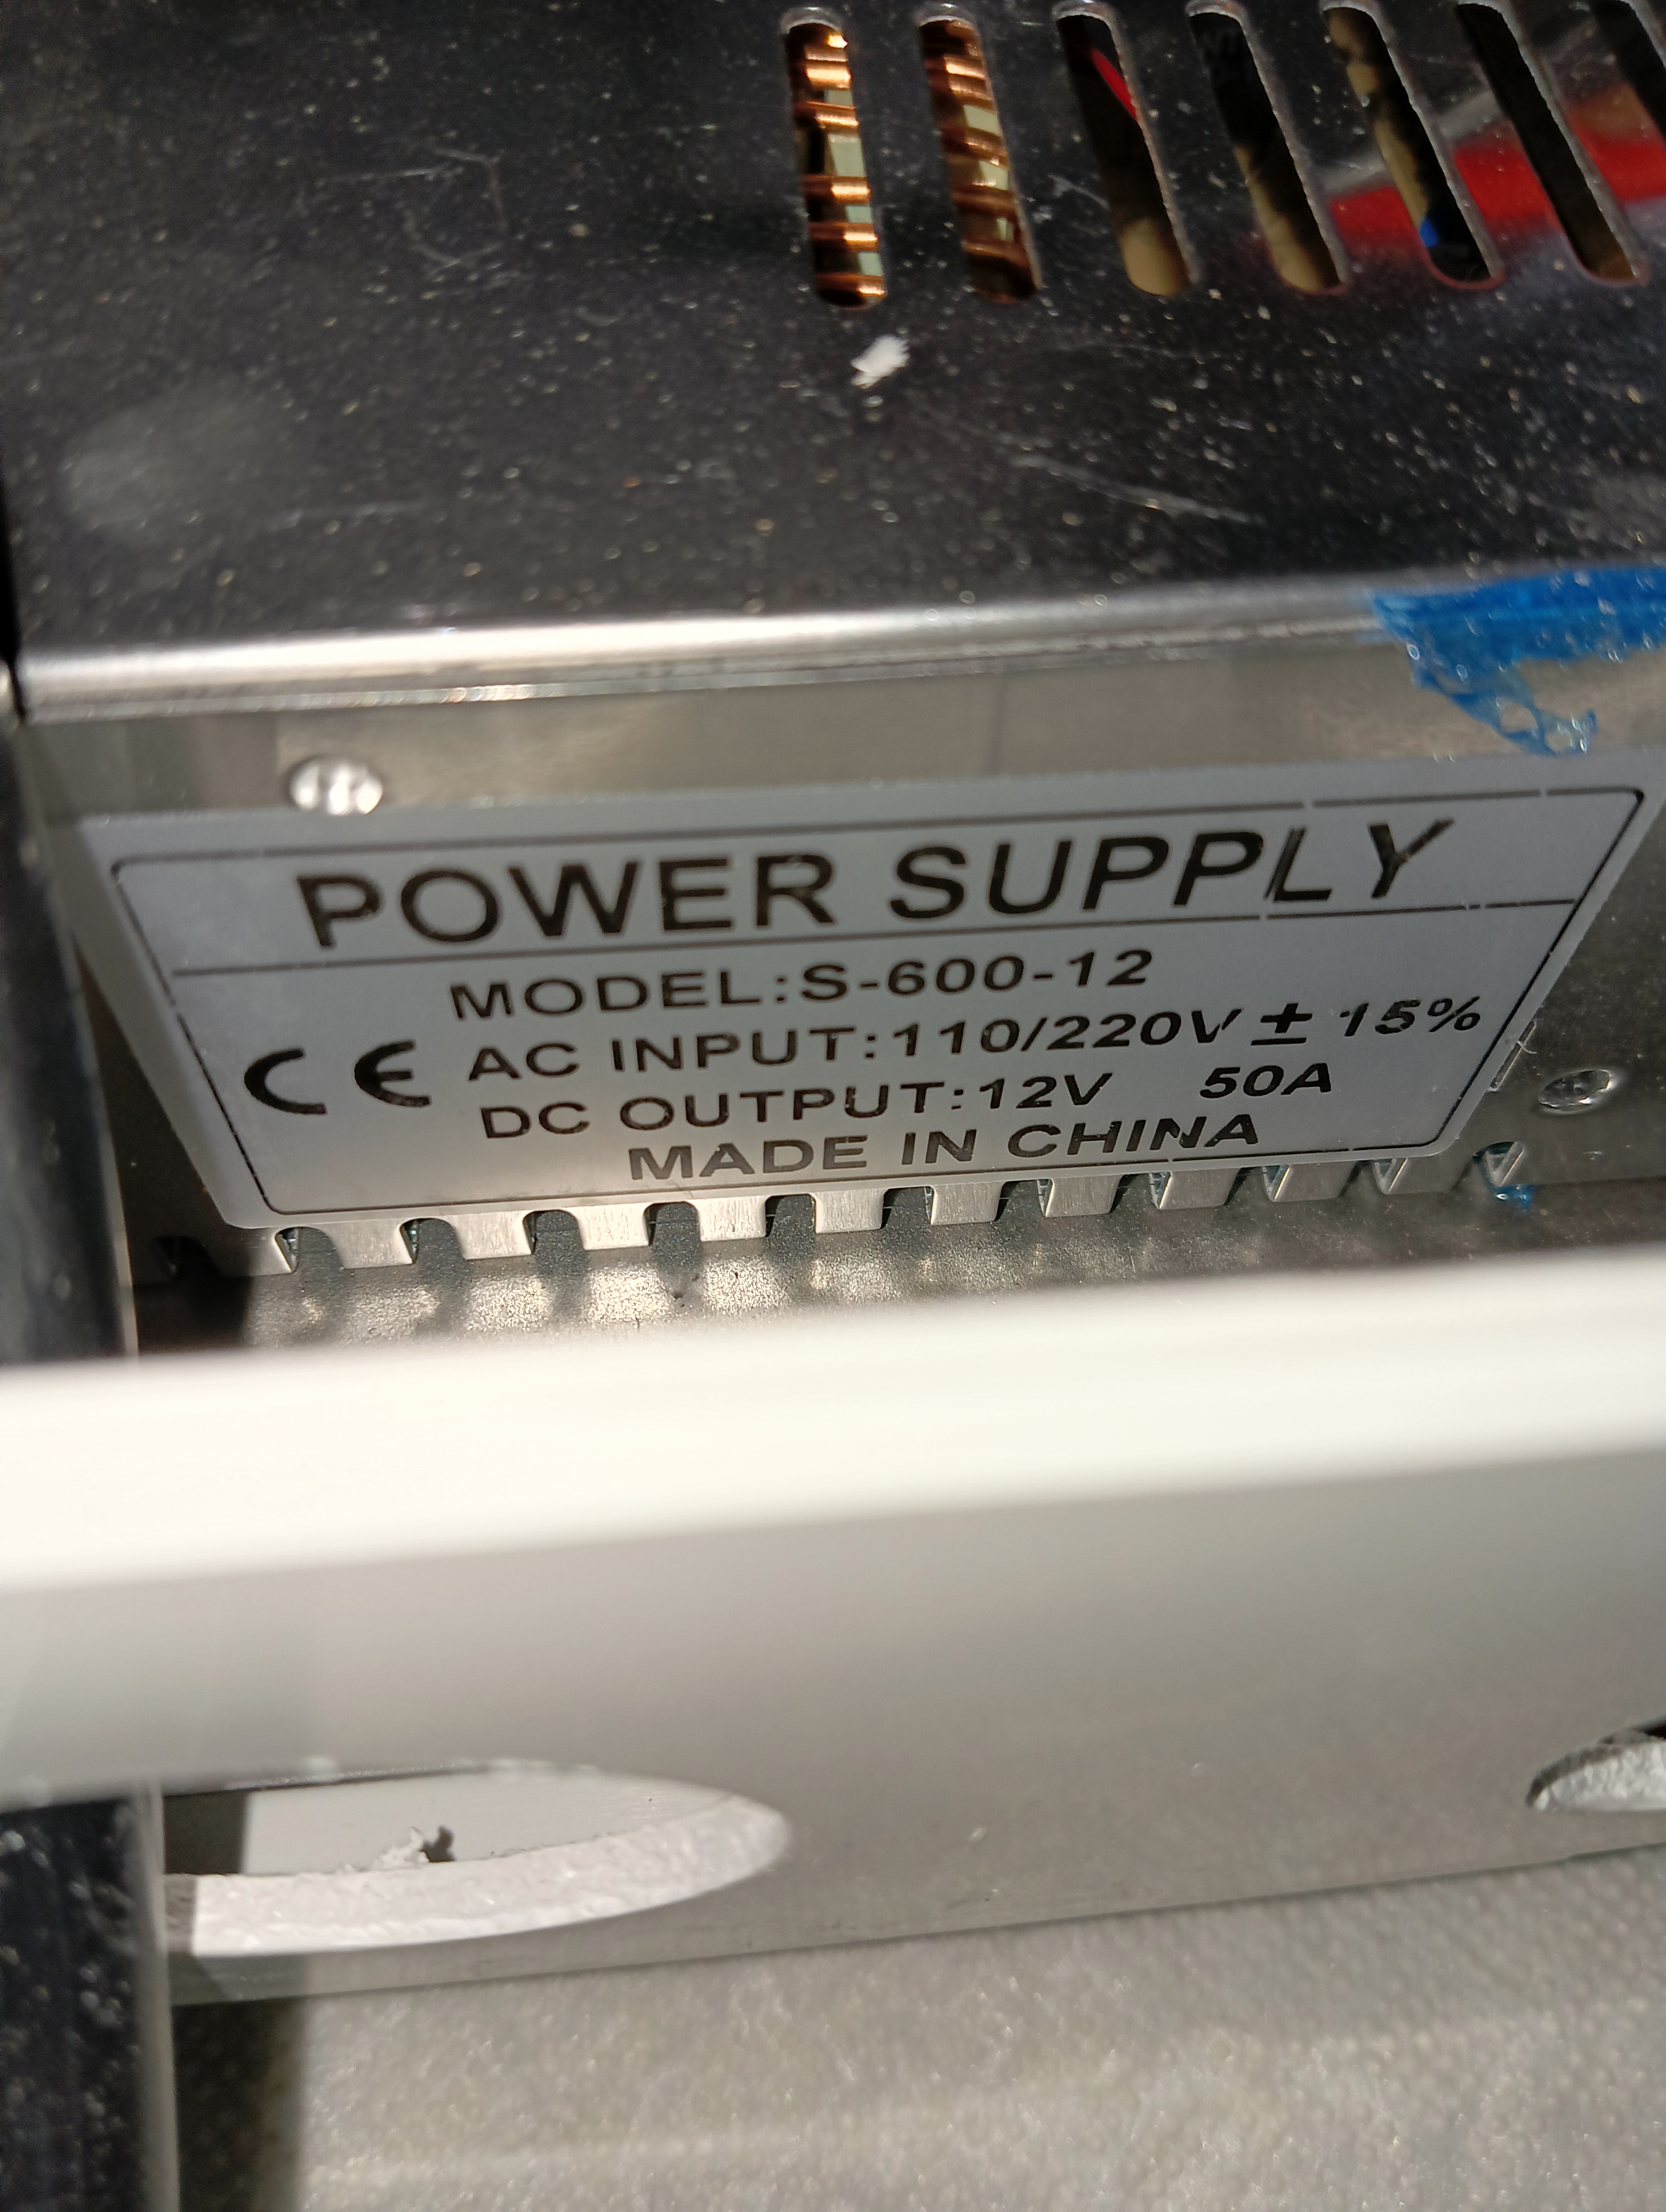 POWER SUPPLY
MODEL:S-600-12
CE AC INPUT:110/220V ± 15%
DC OUTPUT:12V 50A
MADE IN CHINA